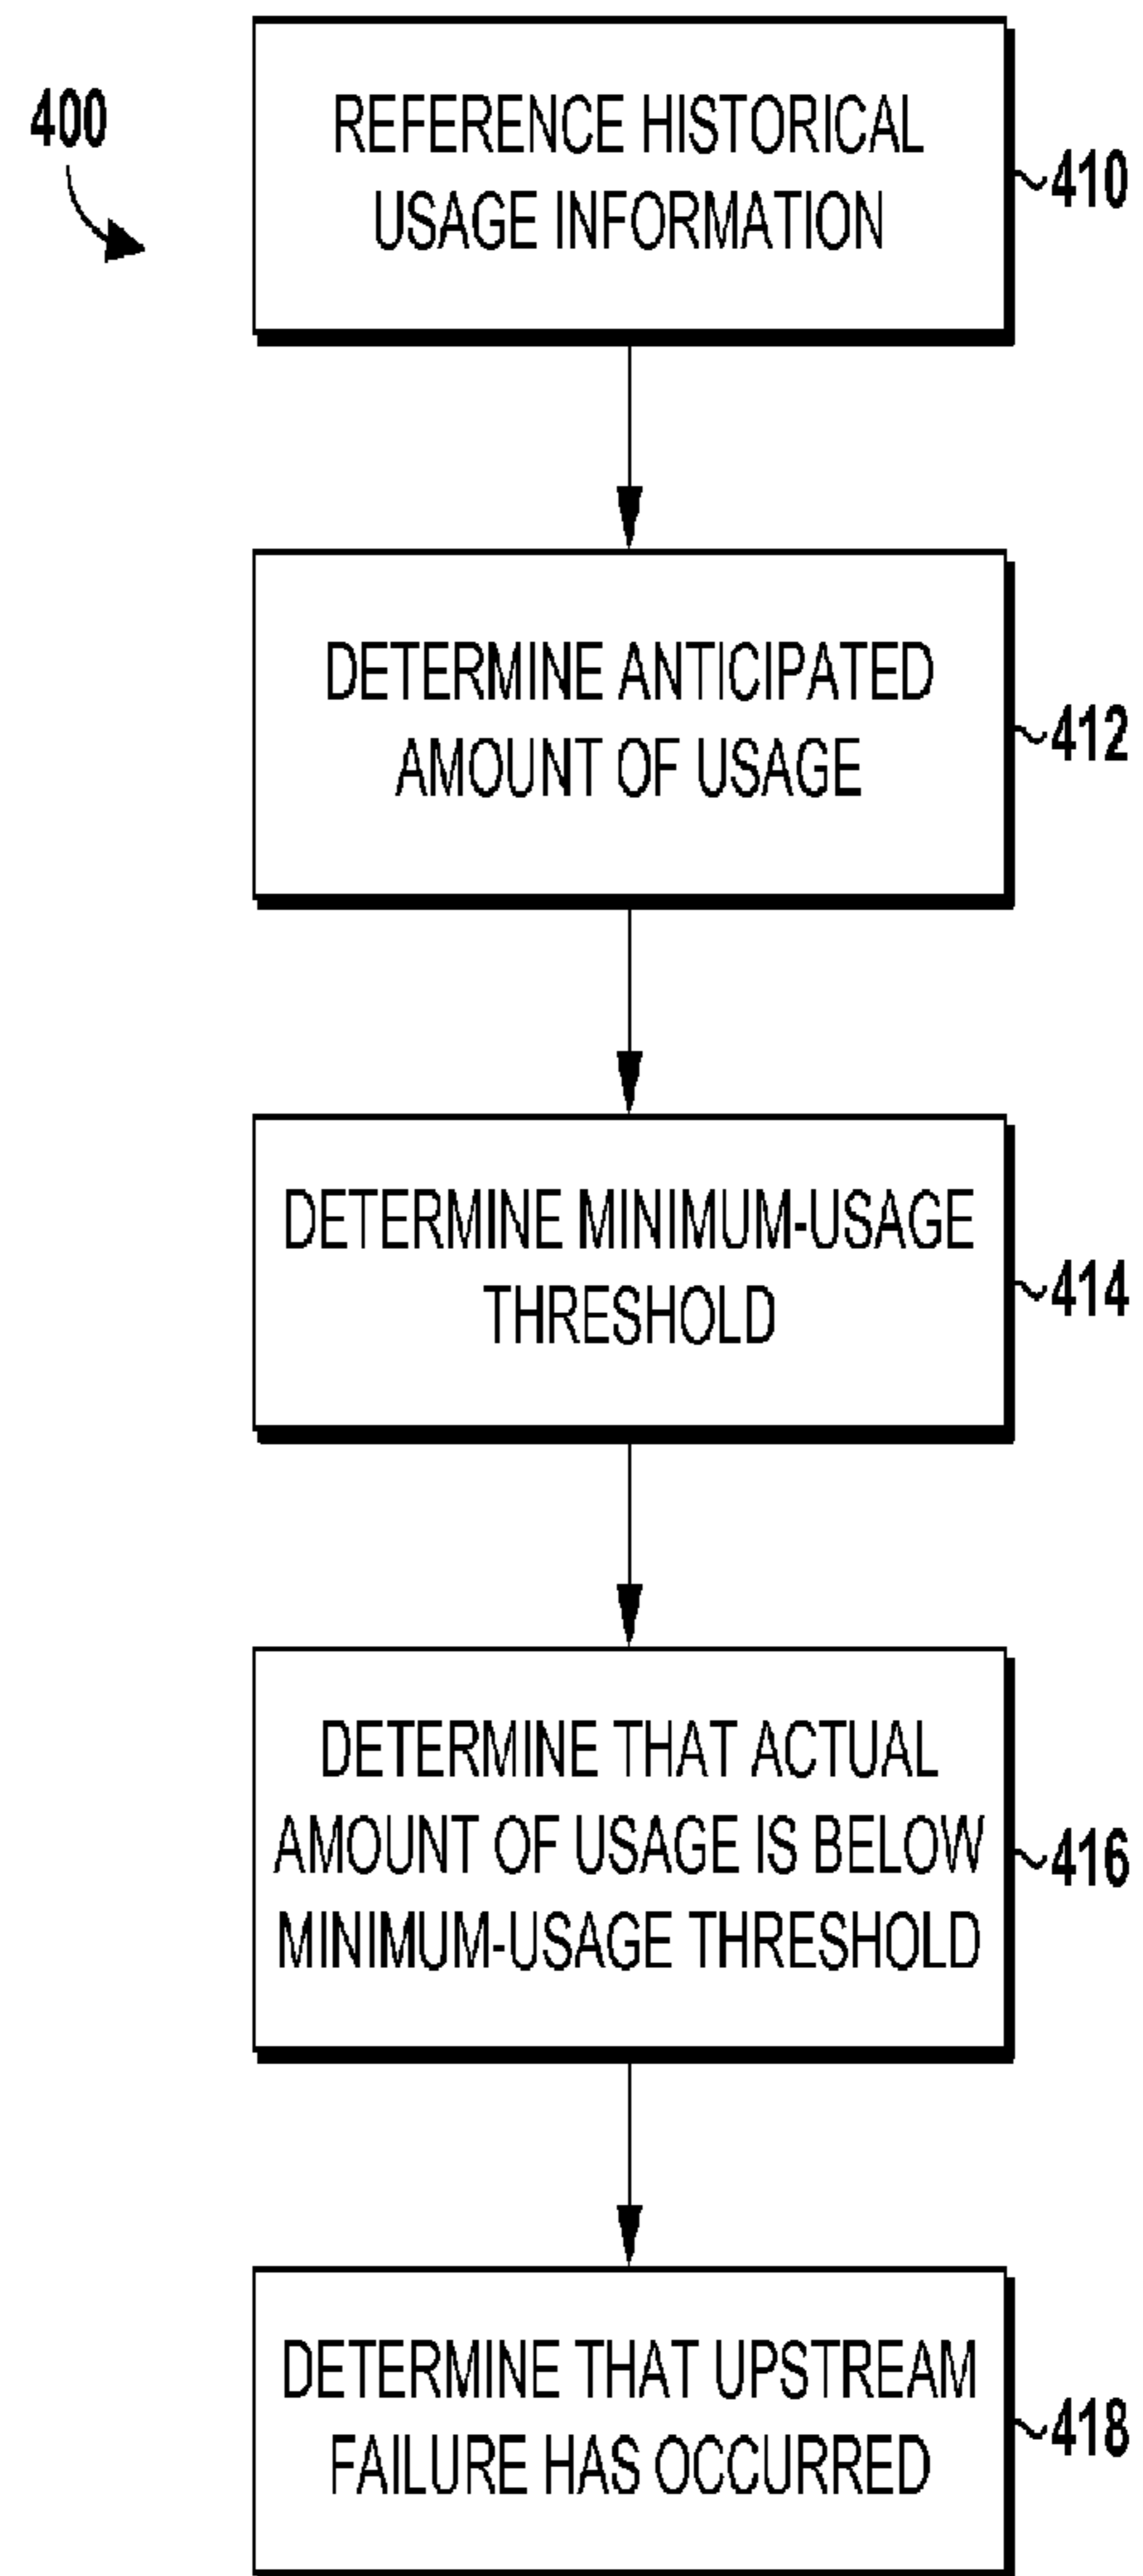 400
REFERENCE HISTORICAL
USAGE INFORMATION
410
DETERMINE ANTICIPATED
AMOUNT OF USAGE
412
DETERMINE MINIMUM-USAGE
THRESHOLD
414
DETERMINE THAT ACTUAL
AMOUNT OF USAGE IS BELOW
MINIMUM-USAGE THRESHOLD
416
DETERMINE THAT UPSTREAM
FAILURE HAS OCCURRED
418